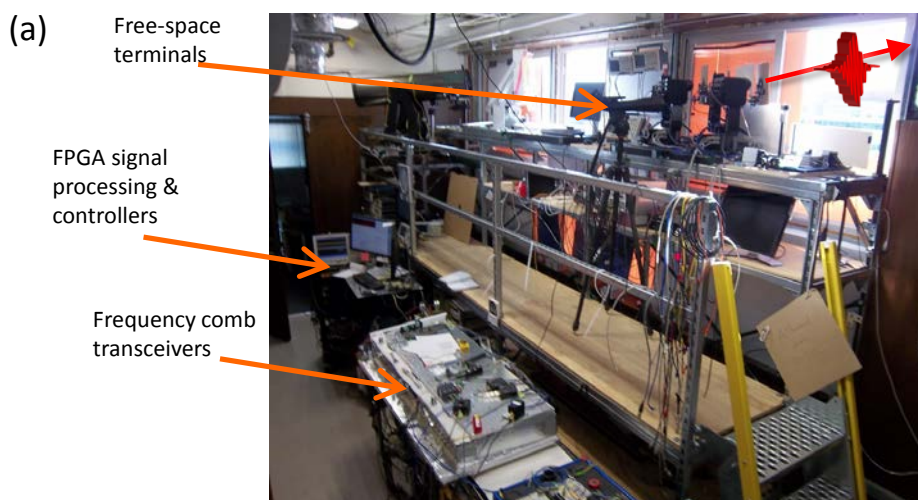 (a)
Free-space
terminals
FPGA signal
processing &
controllers
Frequency comb
transceivers